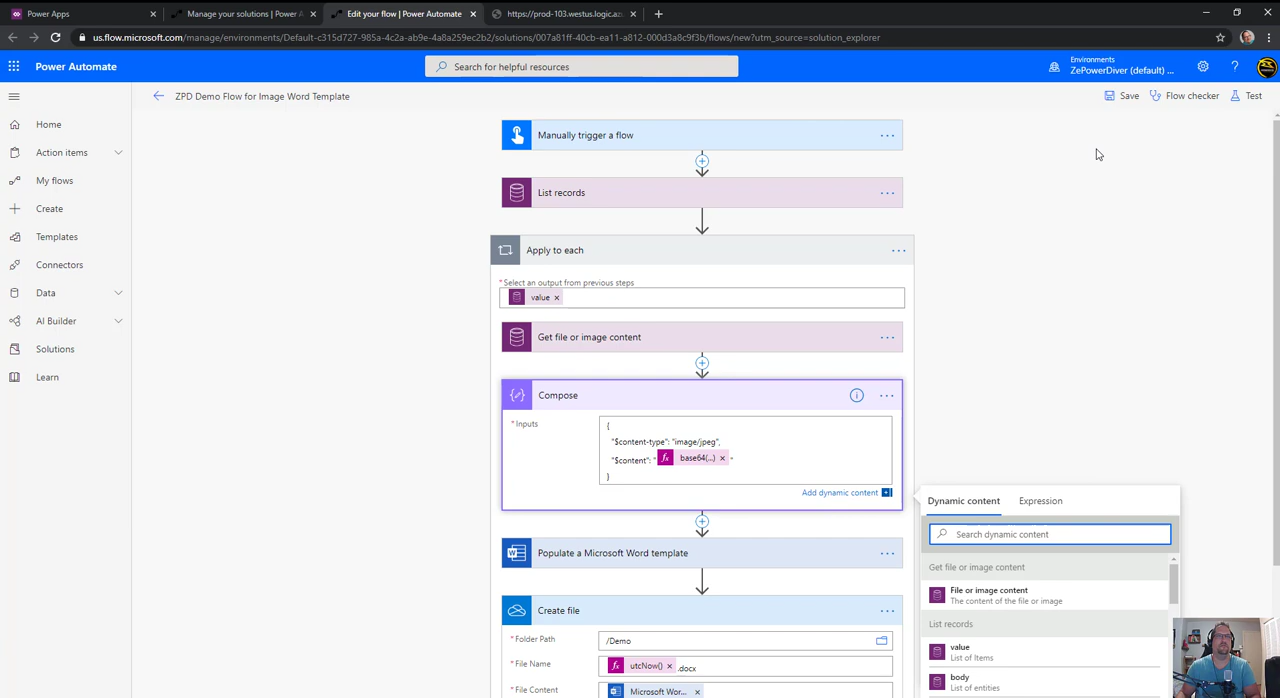 Power Apps
Manage your solutions | Power A
Edit your flow | Power Automate
https://prod-103.westus.logic.az
us.flow.microsoft.com/manage/environments/Default-c315d727-985a-4c2a-ab9e-4a8a259ec2b2/solutions/007a81ff-40cb-ea11-a812-000d3a8c9f3b/flows/new?utm_source=solution_explorer
Power Automate
Search for helpful resources
Environments
ZePowerDiver (default) ...
ZPD Demo Flow for Image Word Template
Save
Flow checker
Test
Home
Action items
My flows
Create
Templates
Connectors
Data
AI Builder
Solutions
Learn
Manually trigger a flow
List records
Apply to each
* Select an output from previous steps
value
Get file or image content
Compose
* Inputs
{
"$content-type": "image/jpeg",
"$content": " fx base64(...) "
}
Add dynamic content
Populate a Microsoft Word template
Create file
* Folder Path
/Demo
* File Name
fx utcNow() .docx
* File Content
Microsoft Wor...
Dynamic content
Expression
Search dynamic content
Get file or image content
File or image content
The content of the file or image
List records
value
List of Items
body
List of entities